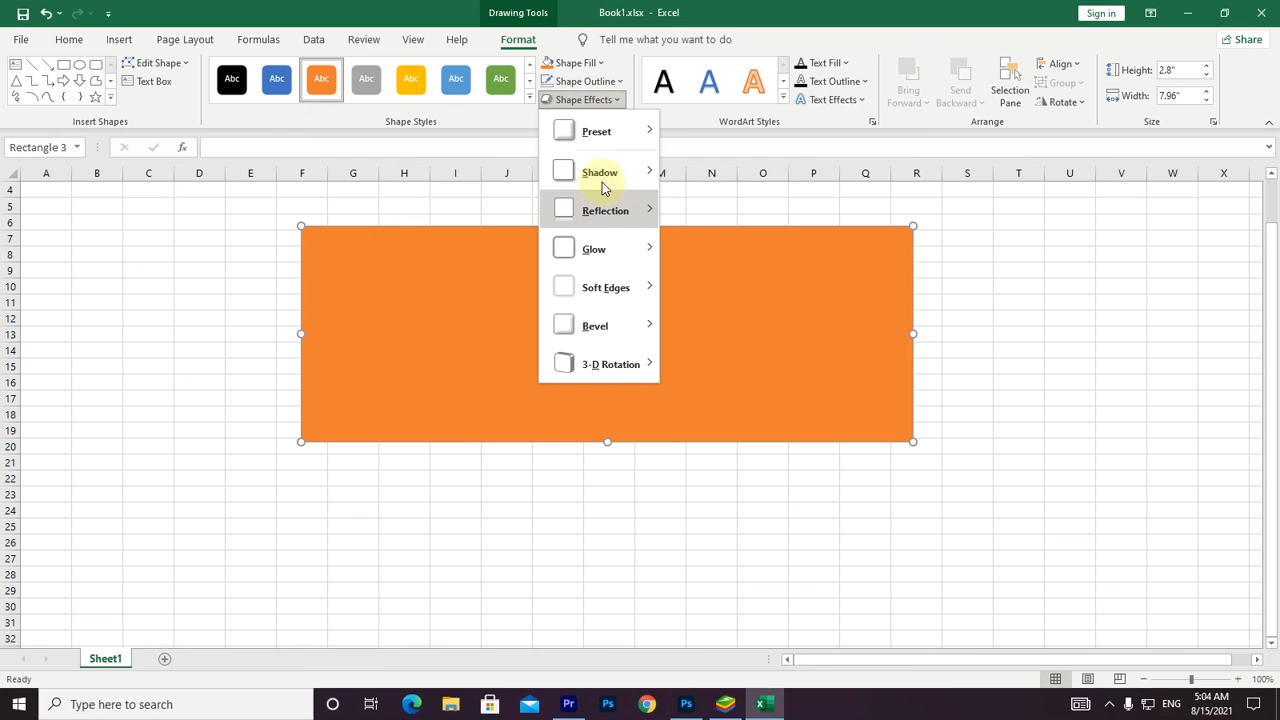 Drawing Tools
Book1.xlsx - Excel
Sign in
File Home Insert Page Layout Formulas Data Review View Help Format Tell me what you want to do Share
Edit Shape
Text Box
Insert Shapes
Abc Abc Abc Abc Abc Abc Abc
Shape Fill
Shape Outline
Shape Effects
Shape Styles
A A A
Text Fill
Text Outline
Text Effects
WordArt Styles
Bring Forward
Send Backward
Selection Pane
Align
Group
Rotate
Arrange
Height: 2.8"
Width: 7.96"
Size
Rectangle 3
fx
Preset
Shadow
Reflection
Glow
Soft Edges
Bevel
3-D Rotation
A B C D E F G H I J M N O P Q R S T U V W X
4
5
6
7
8
9
10
11
12
13
14
15
16
17
18
19
20
21
22
23
24
25
26
27
28
29
30
31
32
Sheet1
Ready
100%
Type here to search
ENG
5:04 AM
8/15/2021